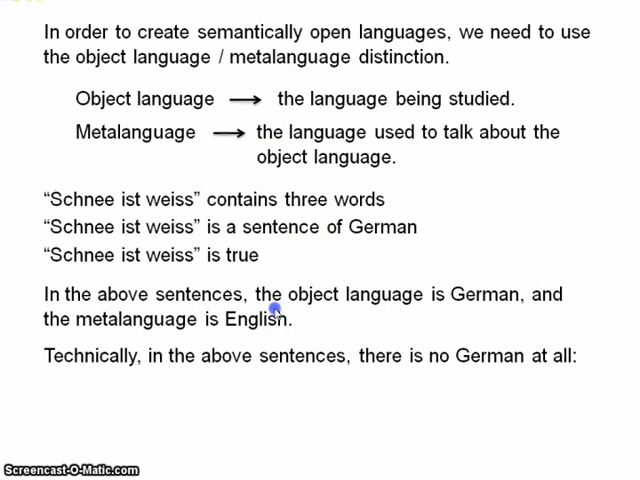 In order to create semantically open languages, we need to use
the object language / metalanguage distinction.
Object language → the language being studied.
Metalanguage → the language used to talk about the
object language.
“Schnee ist weiss” contains three words
“Schnee ist weiss” is a sentence of German
“Schnee ist weiss” is true
In the above sentences, the object language is German, and
the metalanguage is English.
Technically, in the above sentences, there is no German at all:
Screencast-O-Matic.com